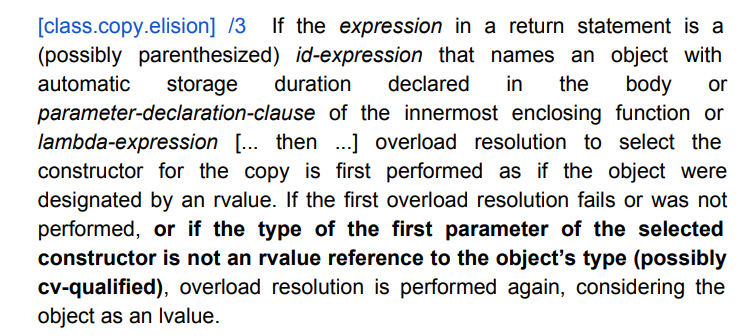 [class.copy.elision] /3 If the expression in a return statement is a
(possibly parenthesized) id-expression that names an object with
automatic storage duration declared in the body or
parameter-declaration-clause of the innermost enclosing function or
lambda-expression [... then ...] overload resolution to select the
constructor for the copy is first performed as if the object were
designated by an rvalue. If the first overload resolution fails or was not
performed, or if the type of the first parameter of the selected
constructor is not an rvalue reference to the object's type (possibly
cv-qualified), overload resolution is performed again, considering the
object as an lvalue.